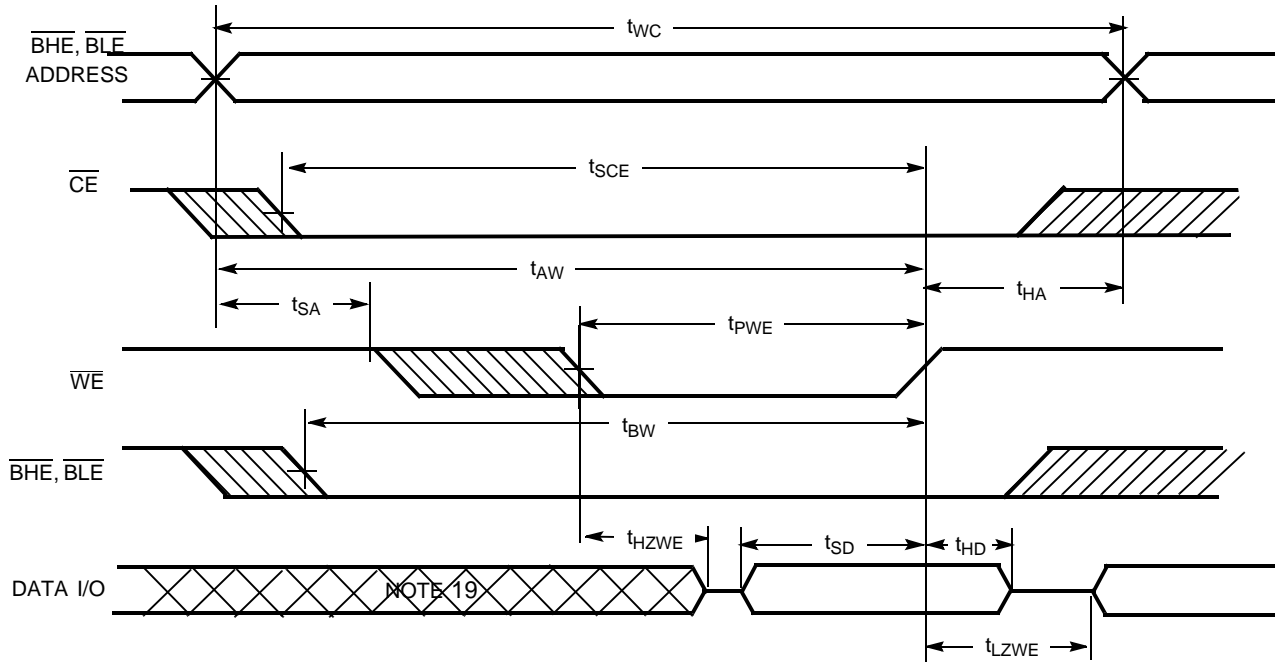 tWC
BHE, BLE
ADDRESS
tSCE
CE
tAW
tSA
tHA
tPWE
WE
tBW
BHE, BLE
tHZWE
tSD
tHD
DATA I/O
NOTE 19
tLZWE